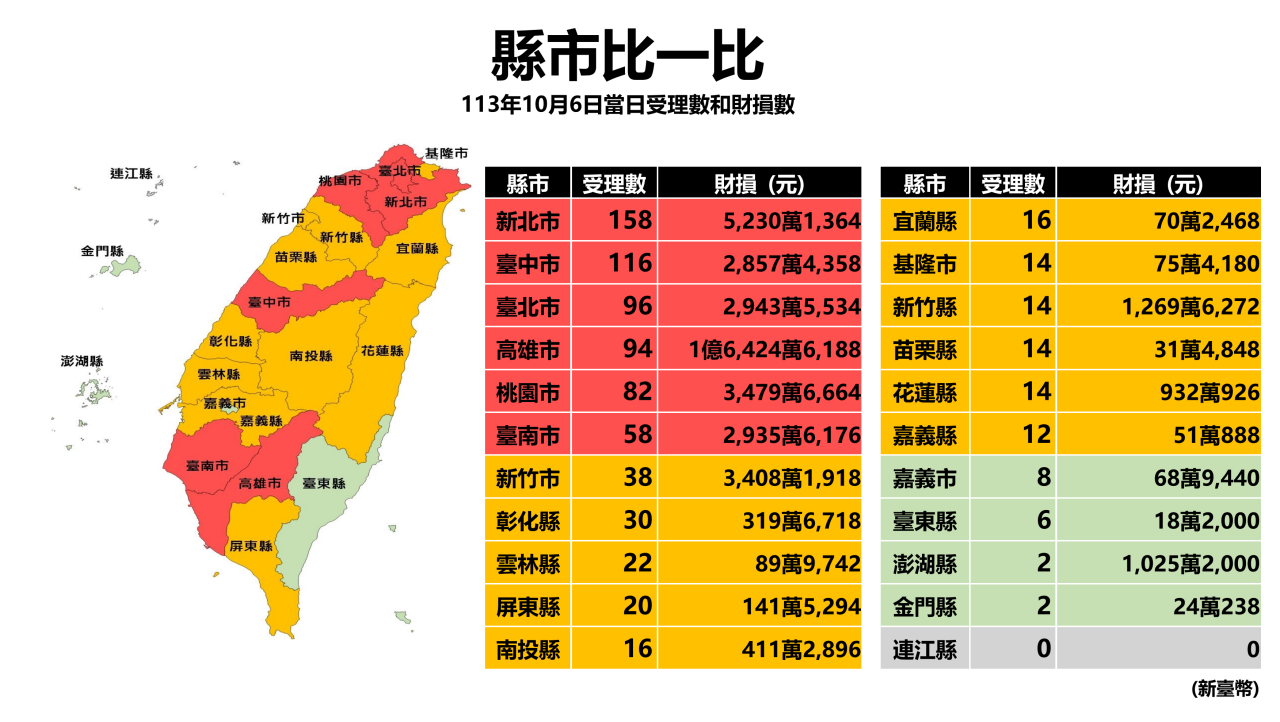 縣市比一比
113年10月6日當日受理數和財損數
基隆市
連江縣
臺北市
桃園市
新北市
新竹市
新竹縣
金門縣
宜蘭縣
苗栗縣
臺中市
彰化縣
南投縣
花蓮縣
澎湖縣
雲林縣
嘉義市
嘉義縣
臺南市
高雄市
臺東縣
屏東縣
縣市 受理數 財損 (元)
新北市 158 5,230萬1,364
臺中市 116 2,857萬4,358
臺北市 96 2,943萬5,534
高雄市 94 1億6,424萬6,188
桃園市 82 3,479萬6,664
臺南市 58 2,935萬6,176
新竹市 38 3,408萬1,918
彰化縣 30 319萬6,718
雲林縣 22 89萬9,742
屏東縣 20 141萬5,294
南投縣 16 411萬2,896
縣市 受理數 財損 (元)
宜蘭縣 16 70萬2,468
基隆市 14 75萬4,180
新竹縣 14 1,269萬6,272
苗栗縣 14 31萬4,848
花蓮縣 14 932萬926
嘉義縣 12 51萬888
嘉義市 8 68萬9,440
臺東縣 6 18萬2,000
澎湖縣 2 1,025萬2,000
金門縣 2 24萬238
連江縣 0 0
(新臺幣)